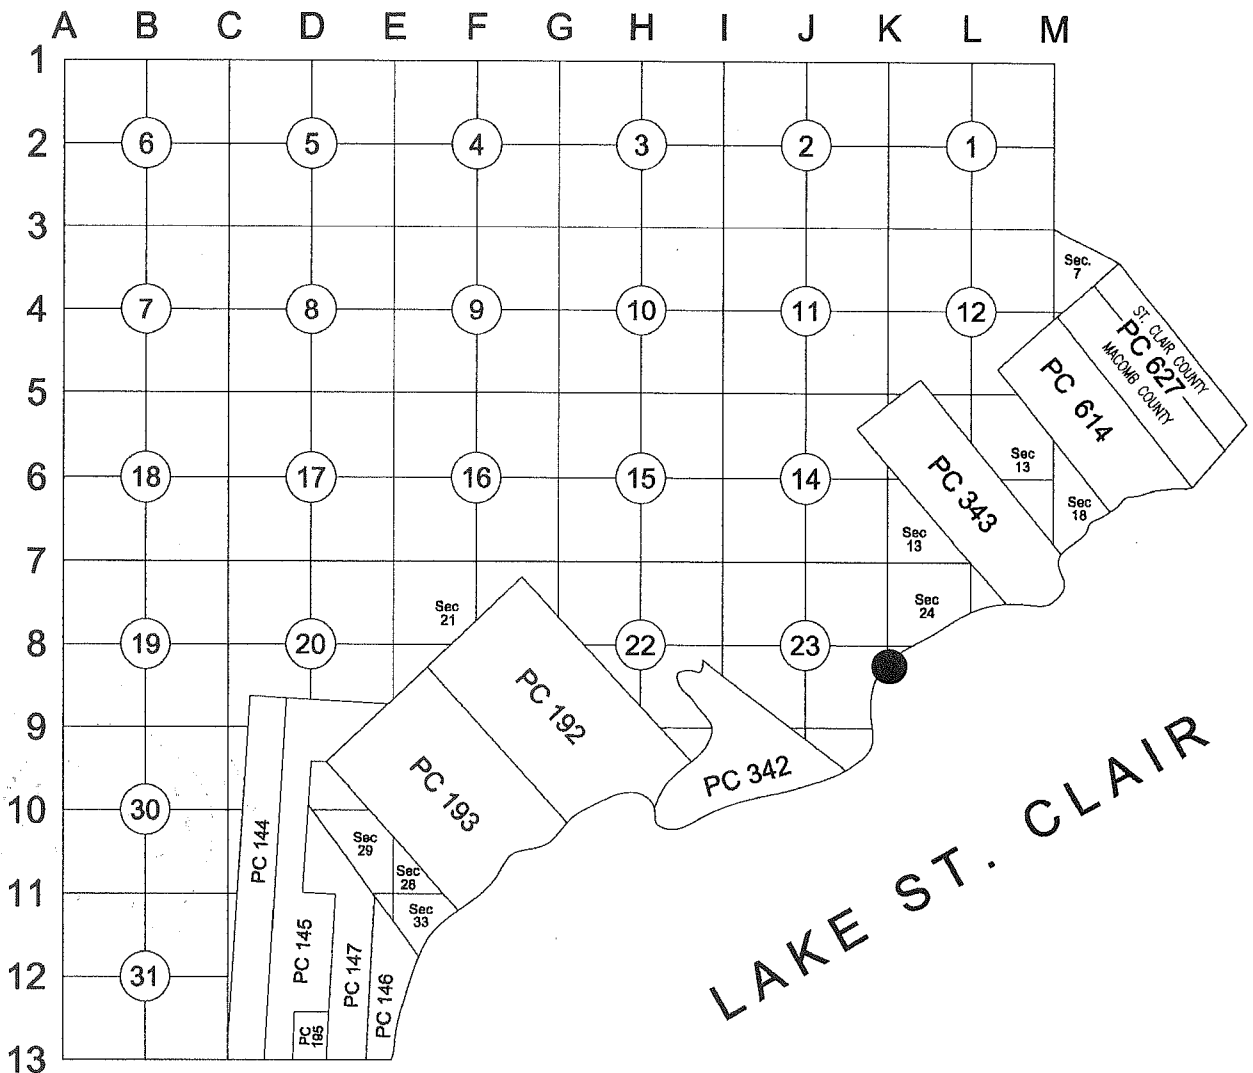 A B C D E F G H I J K L M
1
2
6 5 4 3 2 1
3
Sec.
7
4
7 8 9 10 11 12
ST. CLAIR COUNTY
PC 627
MACOMB COUNTY
PC 614
5
6
18 17 16 15 14
Sec
13
PC 343
Sec
18
Sec
13
7
Sec
21
Sec
24
8
19 20 22 23
PC 192
9
PC 342
PC 193
10
30
PC 144
Sec
29
Sec
28
11
Sec
33
PC 145
PC 147
PC 146
12
31
PC
195
13
LAKE ST. CLAIR